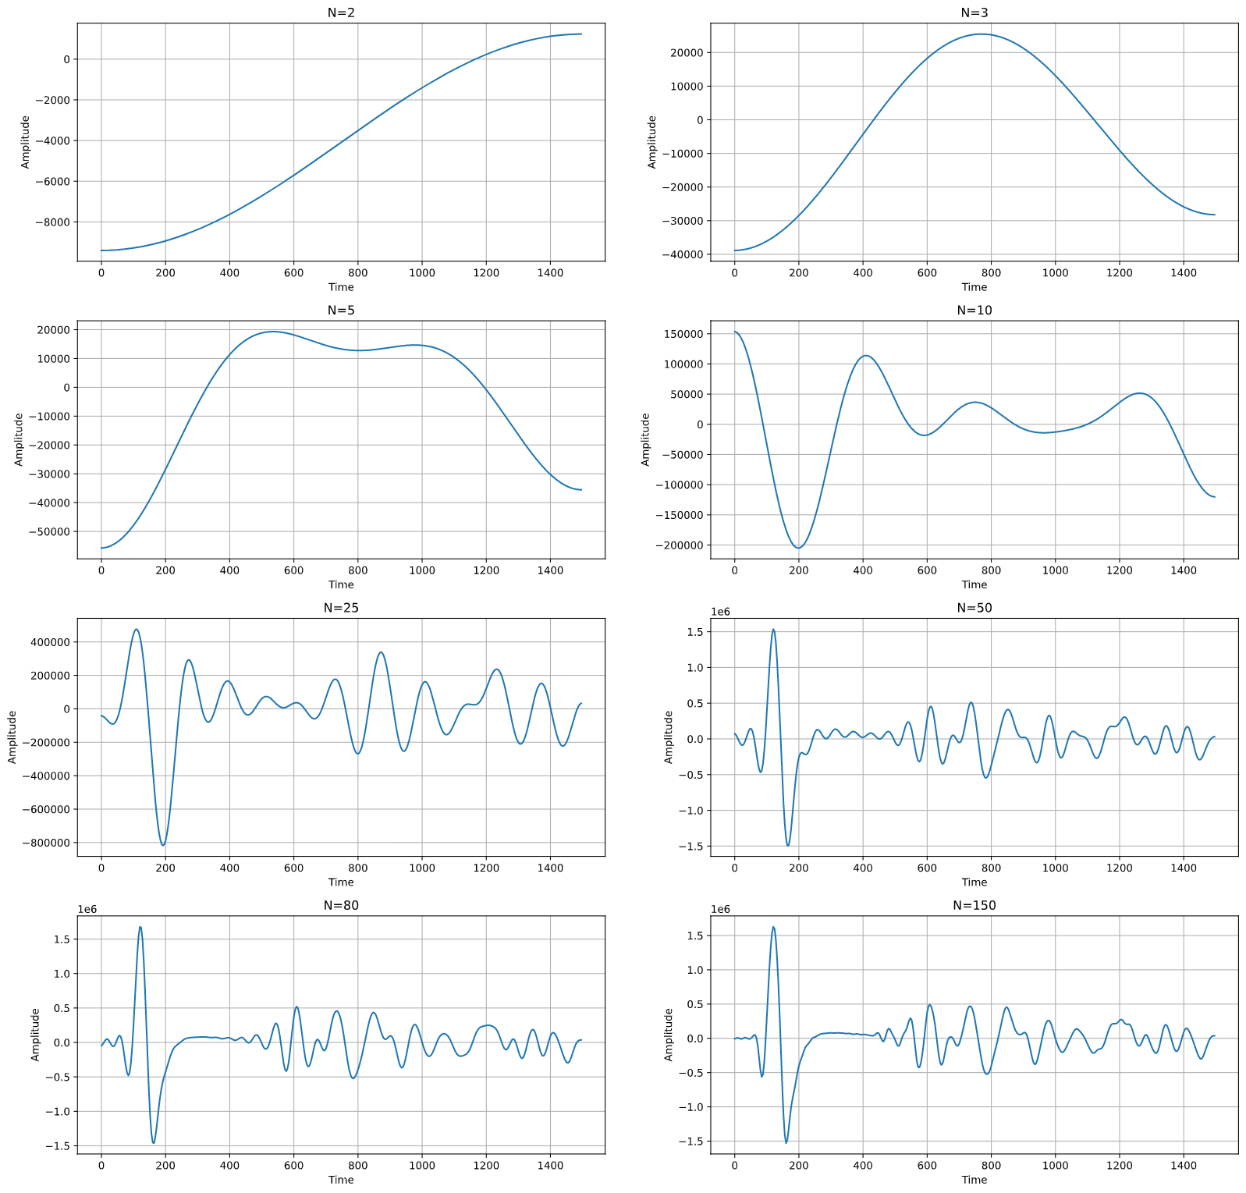 N=2
0
−2000
−4000
−6000
−8000
Amplitude
0 200 400 600 800 1000 1200 1400
Time
N=3
20000
10000
0
−10000
−20000
−30000
−40000
Amplitude
0 200 400 600 800 1000 1200 1400
Time
N=5
20000
10000
0
−10000
−20000
−30000
−40000
−50000
Amplitude
0 200 400 600 800 1000 1200 1400
Time
N=10
150000
100000
50000
0
−50000
−100000
−150000
−200000
Amplitude
0 200 400 600 800 1000 1200 1400
Time
N=25
400000
200000
0
−200000
−400000
−600000
−800000
Amplitude
0 200 400 600 800 1000 1200 1400
Time
N=50
1e6
1.5
1.0
0.5
0.0
−0.5
−1.0
−1.5
Amplitude
0 200 400 600 800 1000 1200 1400
Time
N=80
1e6
1.5
1.0
0.5
0.0
−0.5
−1.0
−1.5
Amplitude
0 200 400 600 800 1000 1200 1400
Time
N=150
1e6
1.5
1.0
0.5
0.0
−0.5
−1.0
−1.5
Amplitude
0 200 400 600 800 1000 1200 1400
Time